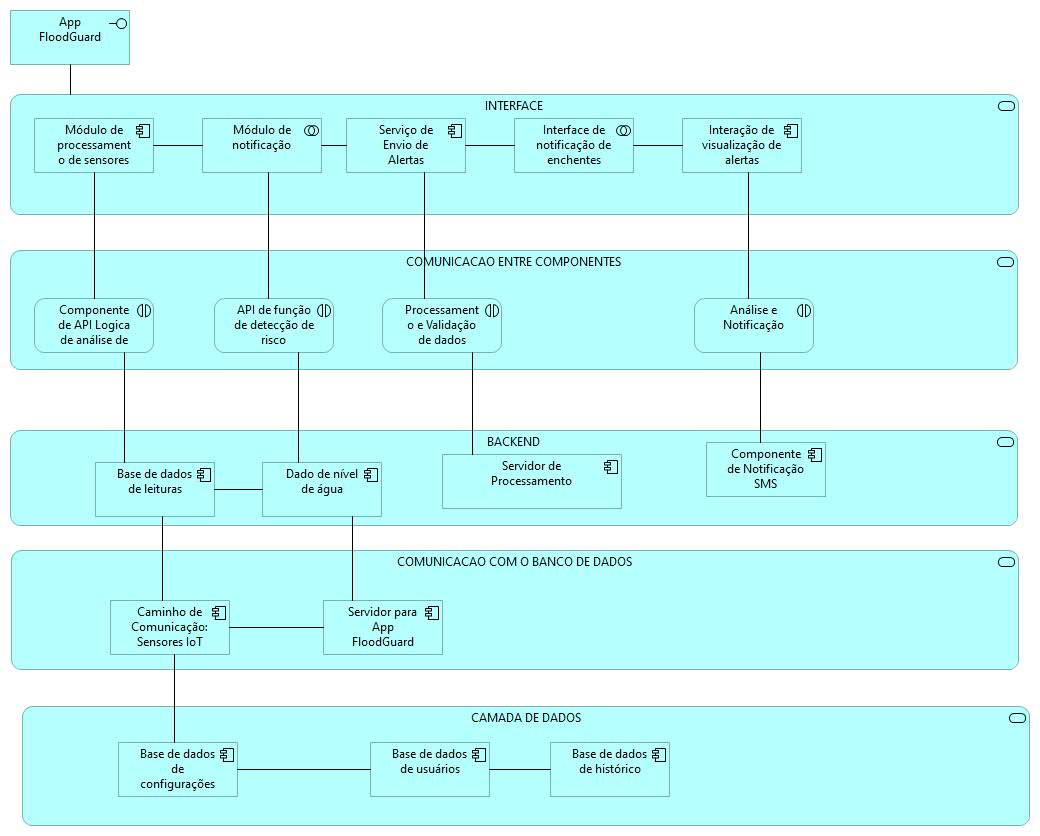 App
FloodGuard
INTERFACE
Módulo de
processament
o de sensores
Módulo de
notificação
Serviço de
Envio de
Alertas
Interface de
notificação de
enchentes
Interação de
visualização de
alertas
COMUNICACAO ENTRE COMPONENTES
Componente
de API Logica
de análise de
API de função
de detecção de
risco
Processament
o e Validação
de dados
Análise e
Notificação
BACKEND
Base de dados
de leituras
Dado de nível
de água
Servidor de
Processamento
Componente
de Notificação
SMS
COMUNICACAO COM O BANCO DE DADOS
Caminho de
Comunicação:
Sensores IoT
Servidor para
App
FloodGuard
CAMADA DE DADOS
Base de dados
de
configurações
Base de dados
de usuários
Base de dados
de histórico